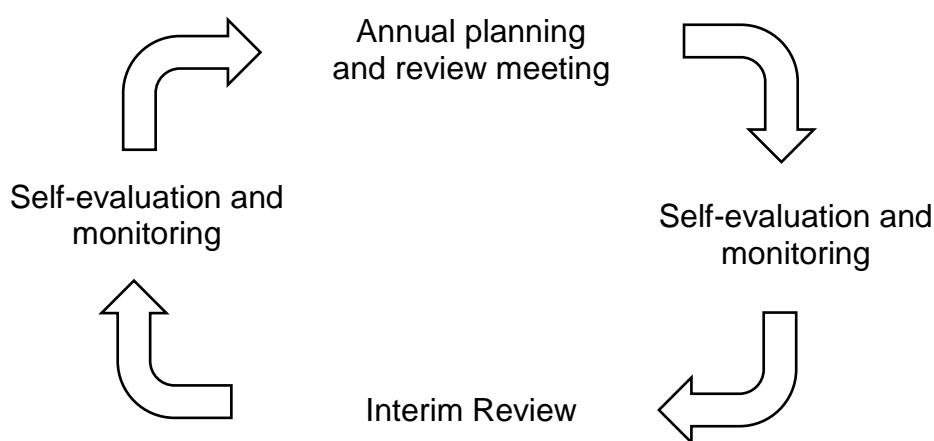 Annual planning
and review meeting
Self-evaluation and
monitoring
Self-evaluation and
monitoring
Interim Review